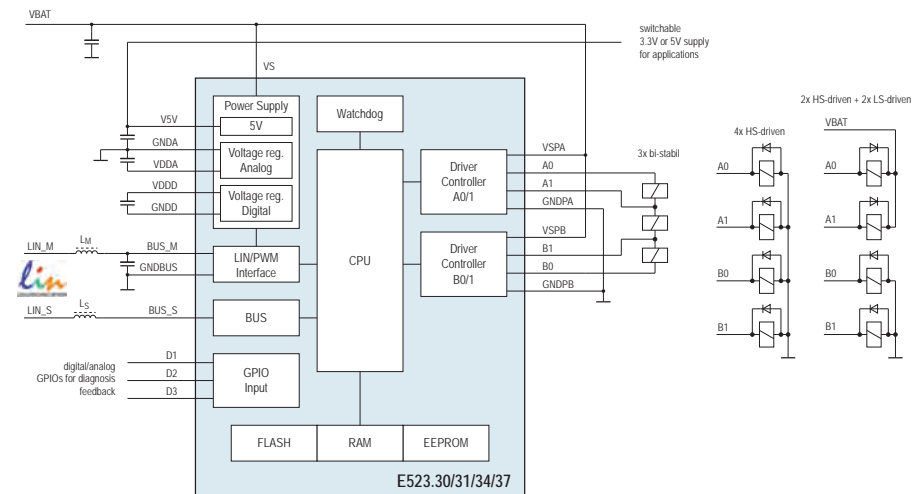 VBAT
switchable
3.3V or 5V supply
for applications
VS
Power Supply
5V
Voltage reg.
Analog
Voltage reg.
Digital
V5V
GNDA
VDDA
VDDD
GNDD
Watchdog
CPU
Driver
Controller
A0/1
VSPA
A0
A1
GNDPA
Driver
Controller
B0/1
VSPB
B1
B0
GNDPB
3x bi-stabil
LIN_M
LM
BUS_M
GNDBUS
LIN/PWM
Interface
lin
LIN_S
LS
BUS_S
BUS
digital/analog
GPIOs for diagnosis
feedback
D1
D2
D3
GPIO
Input
FLASH
RAM
EEPROM
E523.30/31/34/37
4x HS-driven
A0
A1
B0
B1
2x HS-driven + 2x LS-driven
VBAT
A0
A1
B0
B1